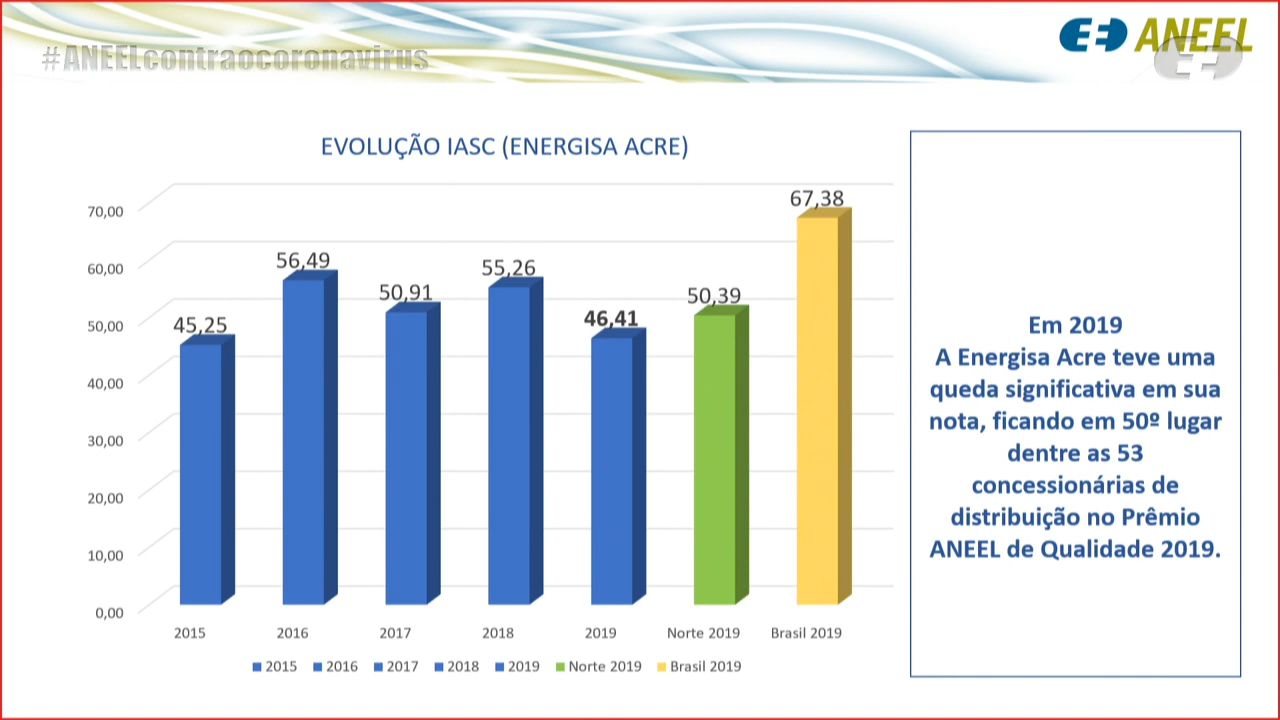 #ANEELcontraocoronavirus
ANEEL
EVOLUÇÃO IASC (ENERGISA ACRE)
70,00
60,00
50,00
40,00
30,00
20,00
10,00
0,00
45,25
56,49
50,91
55,26
46,41
50,39
67,38
2015 2016 2017 2018 2019 Norte 2019 Brasil 2019
2015 2016 2017 2018 2019 Norte 2019 Brasil 2019
Em 2019
A Energisa Acre teve uma
queda significativa em sua
nota, ficando em 50º lugar
dentre as 53
concessionárias de
distribuição no Prêmio
ANEEL de Qualidade 2019.